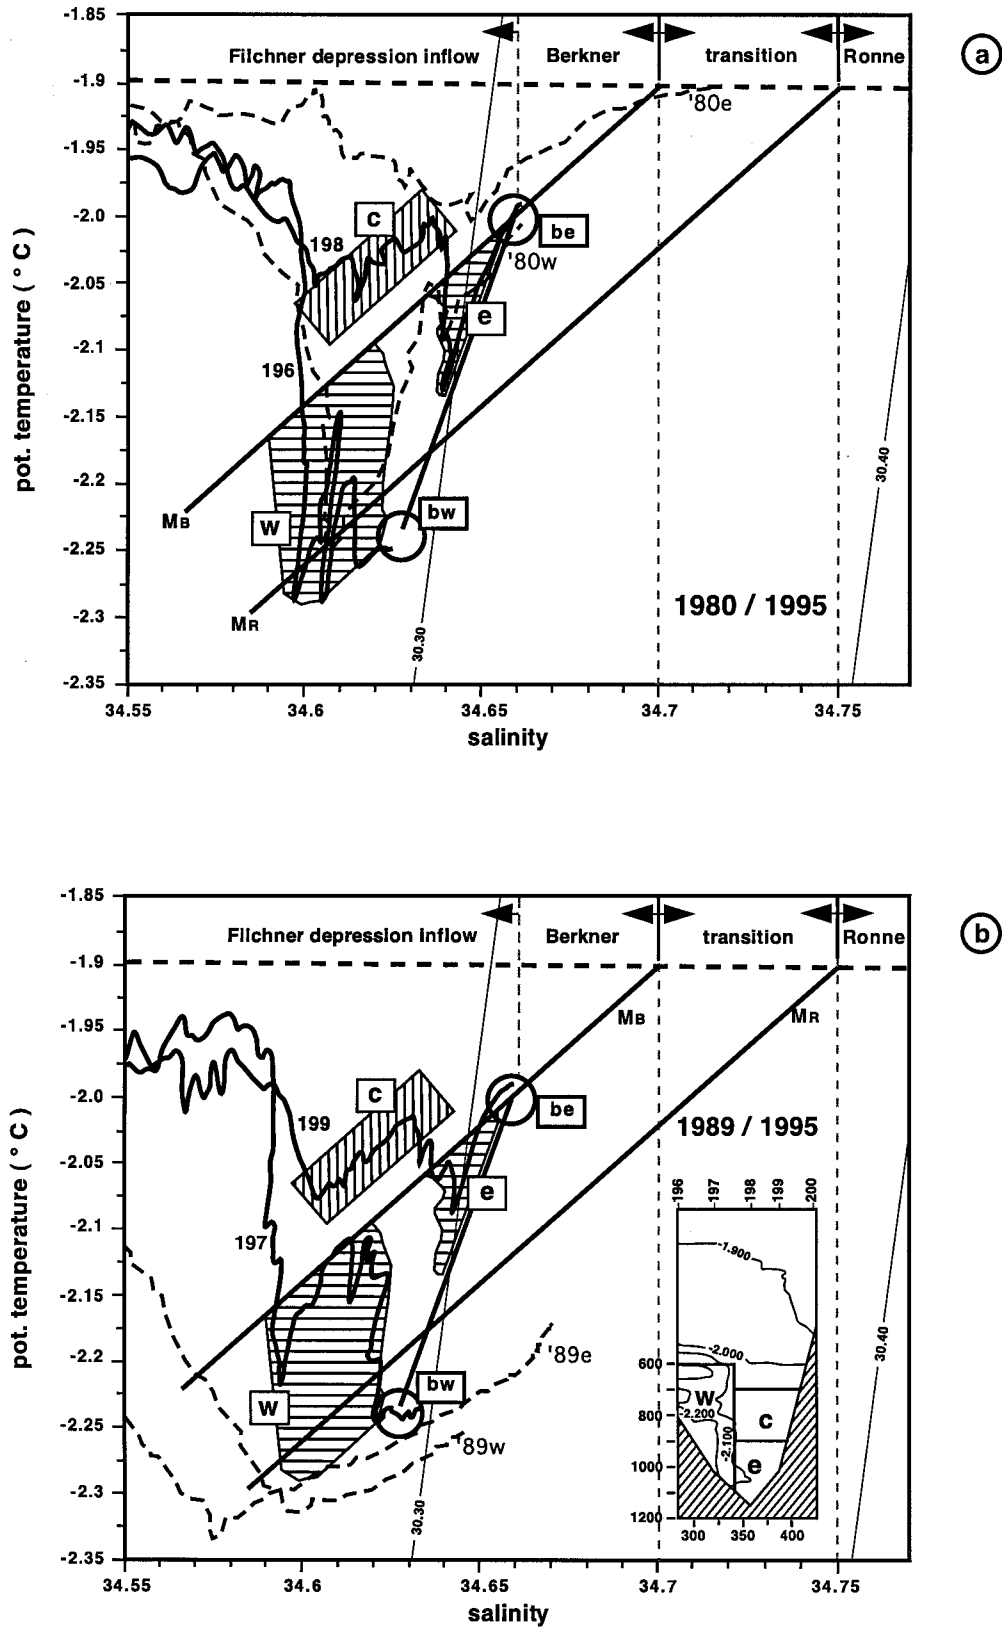 -1.85
Filchner depression inflow Berkner transition Ronne
a
-1.9
'80e
-1.95
-2.0
c
be
198
'80w
-2.05
e
-2.1
196
-2.15
-2.2
bw
MB
w
-2.25
-2.3
MR
1980 / 1995
30.30
30.40
-2.35
34.55 34.6 34.65 34.7 34.75
salinity
pot. temperature ( ° C )
-1.85
Filchner depression inflow Berkner transition Ronne
b
-1.9
-1.95
MB
MR
-2.0
c
be
199
1989 / 1995
-2.05
e
-2.1
197
-2.15
-2.2
'89e
bw
w
-2.25
'89w
-2.3
30.30
30.40
-2.35
34.55 34.6 34.65 34.7 34.75
salinity
pot. temperature ( ° C )
196 197 198 199 200
-1.900
-2.000
600
w
-2.200
c
800
-2.100
e
1000
1200
300 350 400